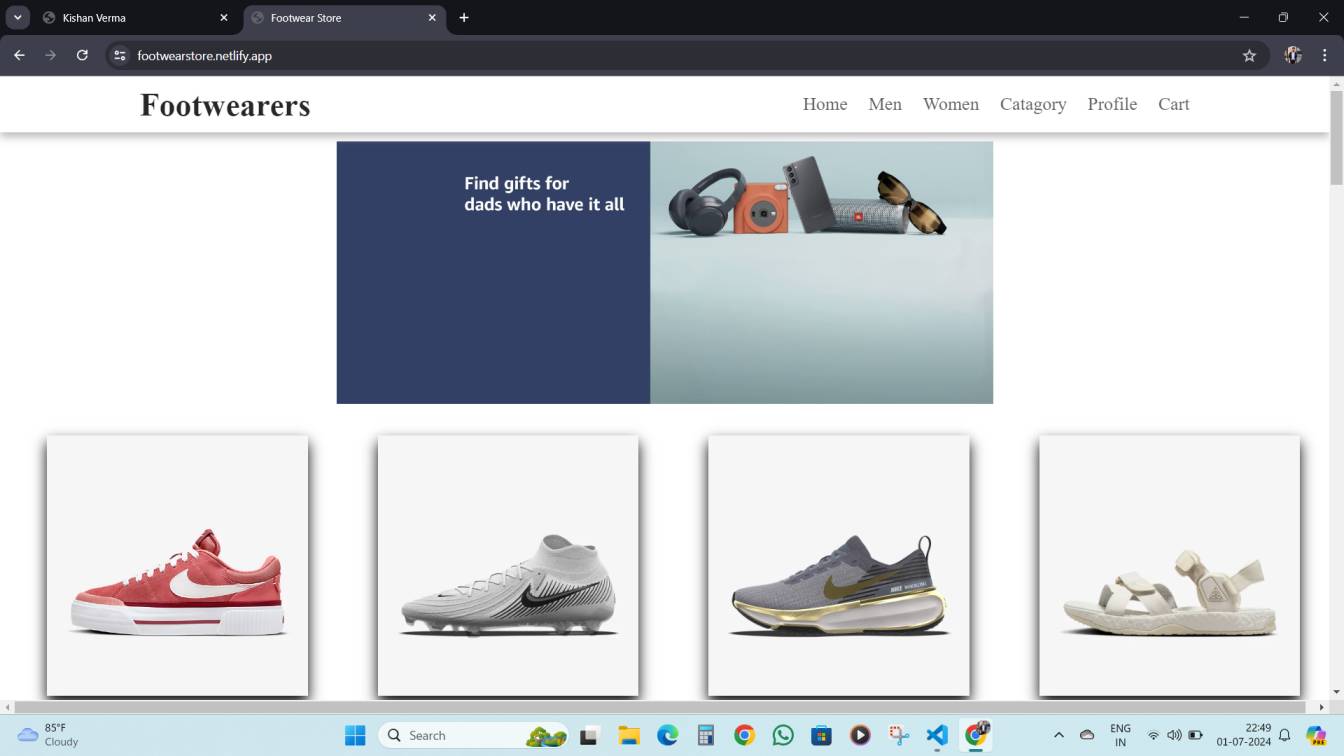 Kishan Verma
Footwear Store
footwearstore.netlify.app
Footwearers
Home Men Women Catagory Profile Cart
Find gifts for
dads who have it all
85°F
Cloudy
Search
ENG
IN
22:49
01-07-2024